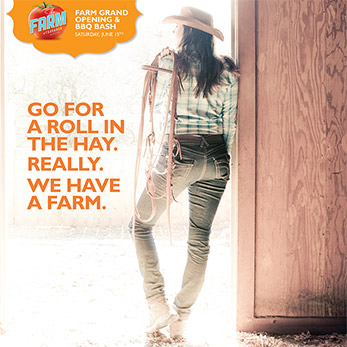 FARM
FARM GRAND
OPENING &
BBQ BASH
SATURDAY, JUNE 15TH
GO FOR
A ROLL IN
THE HAY.
REALLY.
WE HAVE
A FARM.